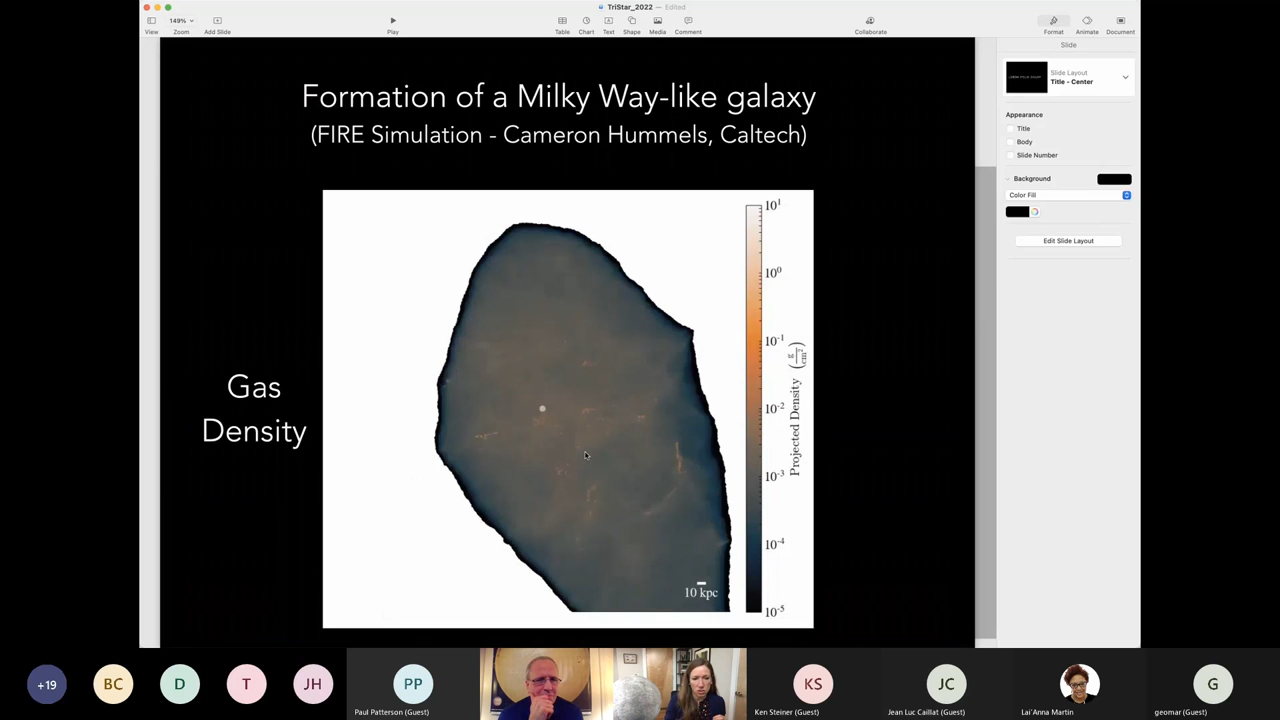 TriStar_2022 — Edited
149%
View
Zoom
Add Slide
Play
Table
Chart
Text
Shape
Media
Comment
Collaborate
Format
Animate
Document
Slide
Slide Layout
Title - Center
Appearance
Title
Body
Slide Number
Background
Color Fill
Edit Slide Layout
Formation of a Milky Way-like galaxy
(FIRE Simulation - Cameron Hummels, Caltech)
Gas
Density
10¹
10⁰
10⁻¹
10⁻²
10⁻³
10⁻⁴
10⁻⁵
Projected Density (g/cm²)
10 kpc
+19
BC
D
T
JH
PP
Paul Patterson (Guest)
KS
Ken Steiner (Guest)
JC
Jean Luc Caillat (Guest)
Lai'Anna Martin
G
geomar (Guest)